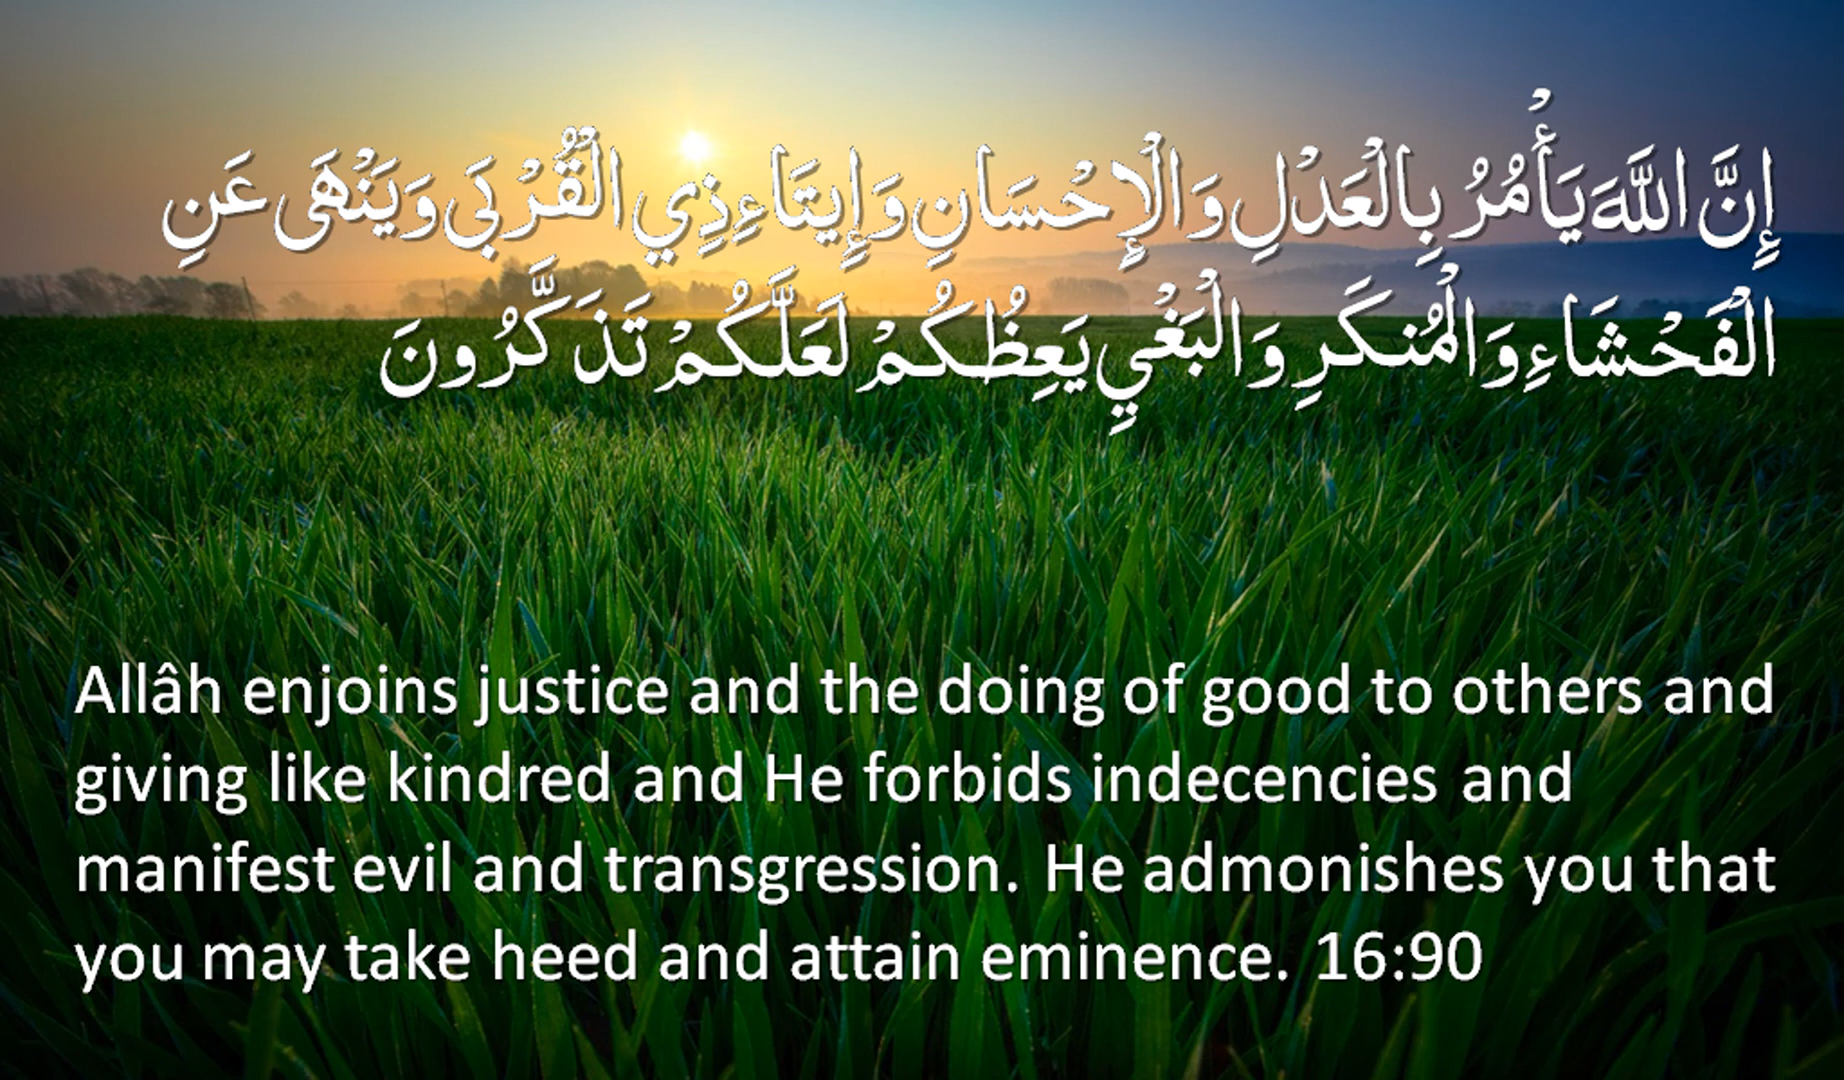 إِنَّ اللَّهَ يَأْمُرُ بِالْعَدْلِ وَالْإِحْسَانِ وَإِيتَاءِ ذِي الْقُرْبَى وَيَنْهَى عَنِ
الْفَحْشَاءِ وَالْمُنكَرِ وَالْبَغْيِ يَعِظُكُمْ لَعَلَّكُمْ تَذَكَّرُونَ
Allâh enjoins justice and the doing of good to others and
giving like kindred and He forbids indecencies and
manifest evil and transgression. He admonishes you that
you may take heed and attain eminence. 16:90